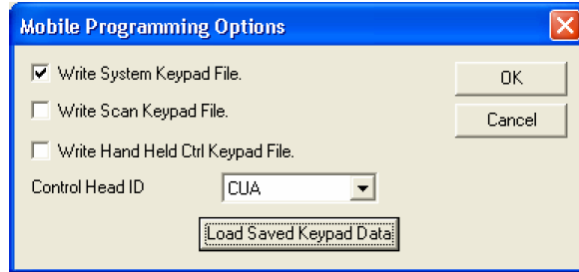 Mobile Programming Options
Write System Keypad File.
OK
Write Scan Keypad File.
Cancel
Write Hand Held Ctrl Keypad File.
Control Head ID
CUA
Load Saved Keypad Data